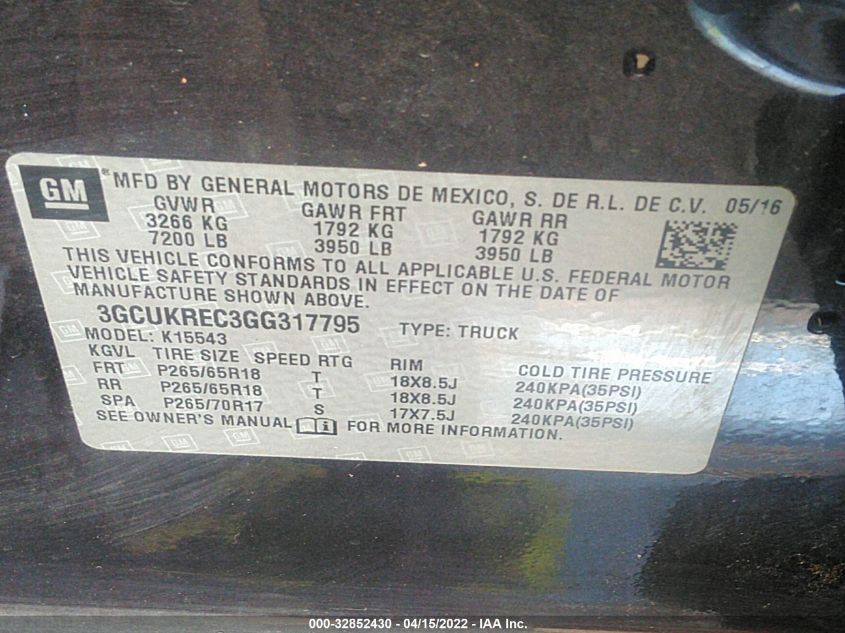 GM ® MFD BY GENERAL MOTORS DE MEXICO, S. DE R.L. DE C.V. 05/16
GVWR GAWR FRT GAWR RR
3266 KG 1792 KG 1792 KG
7200 LB 3950 LB 3950 LB
THIS VEHICLE CONFORMS TO ALL APPLICABLE U.S. FEDERAL MOTOR
VEHICLE SAFETY STANDARDS IN EFFECT ON THE DATE OF
MANUFACTURE SHOWN ABOVE.
3GCUKREC3GG317795 TYPE: TRUCK
MODEL: K15543
KGVL TIRE SIZE SPEED RTG RIM COLD TIRE PRESSURE
FRT P265/65R18 T 18X8.5J 240KPA(35PSI)
RR P265/65R18 T 18X8.5J 240KPA(35PSI)
SPA P265/70R17 S 17X7.5J 240KPA(35PSI)
SEE OWNER'S MANUAL FOR MORE INFORMATION.
000-32852430 - 04/15/2022 - IAA Inc.